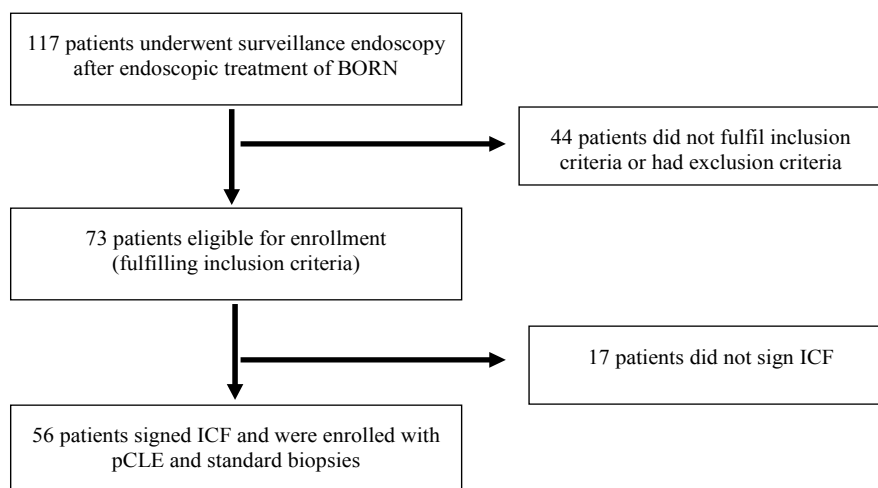 117 patients underwent surveillance endoscopy
after endoscopic treatment of BORN
44 patients did not fulfil inclusion
criteria or had exclusion criteria
73 patients eligible for enrollment
(fulfilling inclusion criteria)
17 patients did not sign ICF
56 patients signed ICF and were enrolled with
pCLE and standard biopsies